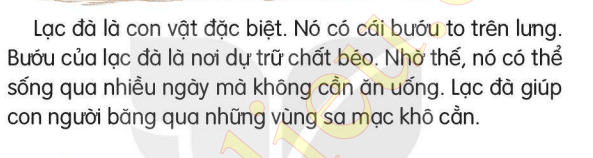 Lạc đà là con vật đặc biệt. Nó có cái bướu to trên lưng.
Bướu của lạc đà là nơi dự trữ chất béo. Nhờ thế, nó có thể
sống qua nhiều ngày mà không cần ăn uống. Lạc đà giúp
con người băng qua những vùng sa mạc khô cằn.